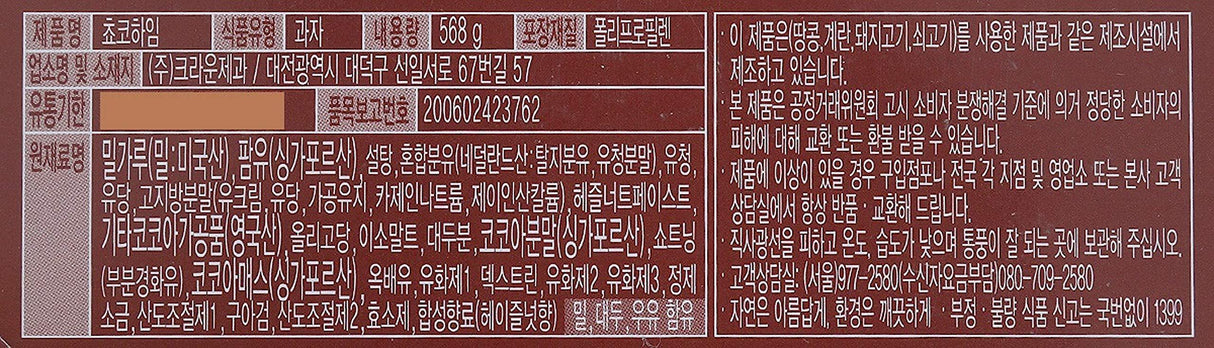 제품명 쵸코하임 식품유형 과자 내용량 568 g 포장재질 폴리프로필렌
업소명 및 소재지 (주)크라운제과 / 대전광역시 대덕구 선일서로 67번길 57
유통기한 품목보고번호 200602423762
원재료명 밀가루(밀:미국산), 팜유(싱가포르산), 설탕, 혼합분유(네덜란드산·탈지분유, 유청분말), 유청,
유당, 고지방분말(유크림, 유당, 가공유지, 카제인나트륨, 제이인산칼륨), 헤즐너트페이스트,
기타코코아가공품(영국산), 올리고당, 이소말트, 대두분, 코코아분말(싱가포르산), 쇼트닝
(부분경화유), 코코아매스(싱가포르산), 옥배유, 유화제1, 덱스트린, 유화제2, 유화제3, 정제
소금, 산도조절제1, 구아검, 산도조절제2, 효소제, 합성향료(헤이즐넛향) 밀, 대두, 우유 함유
· 이 제품은(땅콩, 계란, 돼지고기, 쇠고기)를 사용한 제품과 같은 제조시설에서
제조하고 있습니다.
· 본 제품은 공정거래위원회 고시 소비자 분쟁해결 기준에 의거 정당한 소비자의
피해에 대해 교환 또는 환불 받을 수 있습니다.
· 제품에 이상이 있을 경우 구입점포나 전국 각 지점 및 영업소 또는 본사 고객
상담실에서 항상 반품 · 교환해 드립니다.
· 직사광선을 피하고 온도, 습도가 낮으며 통풍이 잘 되는 곳에 보관해 주십시오.
· 고객상담실: (서울)977-2580(수신자요금부담)080-709-2580
· 자연은 아름답게, 환경은 깨끗하게 · 부정 · 불량 식품 신고는 국번없이 1399